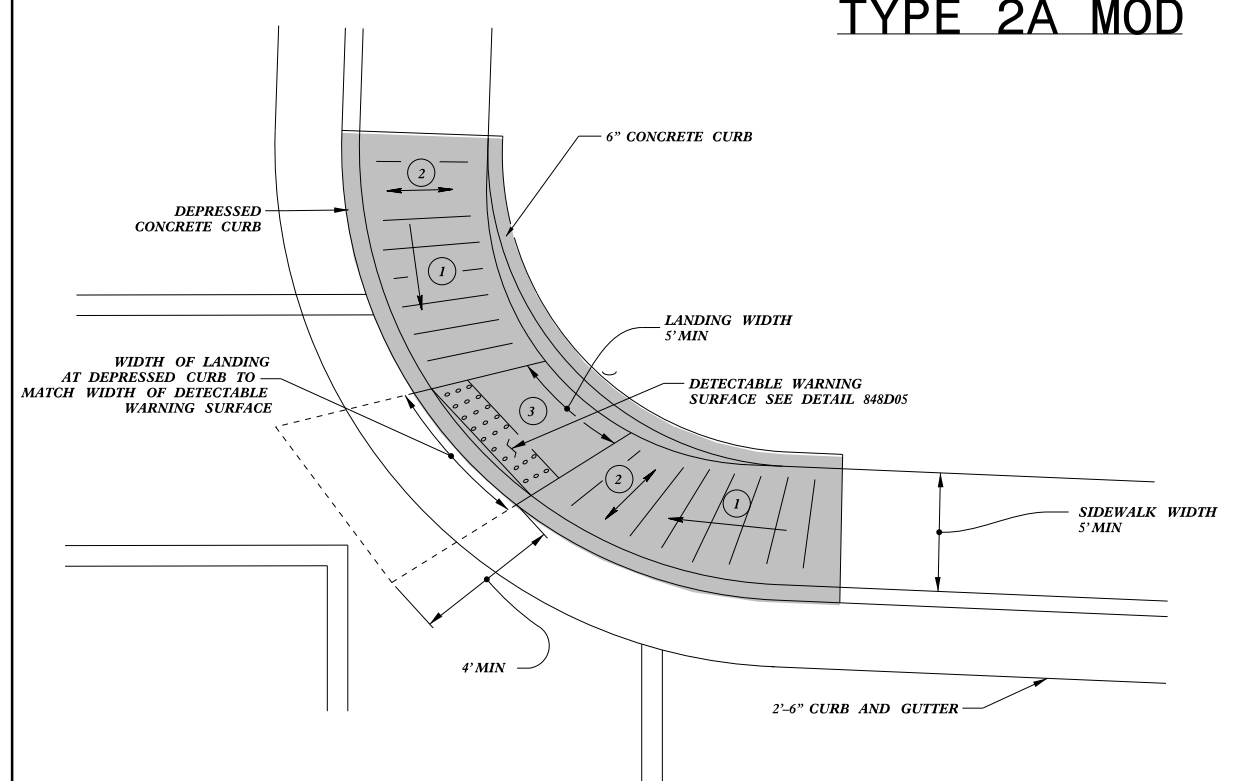 TYPE 2A MOD
6" CONCRETE CURB
2
DEPRESSED
CONCRETE CURB
1
LANDING WIDTH
5' MIN
WIDTH OF LANDING
AT DEPRESSED CURB TO
MATCH WIDTH OF DETECTABLE
WARNING SURFACE
DETECTABLE WARNING
SURFACE SEE DETAIL 848D05
3
2
1
SIDEWALK WIDTH
5' MIN
4' MIN
2'-6" CURB AND GUTTER